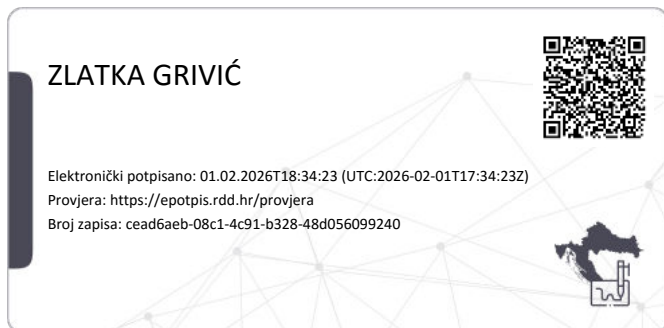 ZLATKA GRIVIĆ
Elektronički potpisano: 01.02.2026T18:34:23 (UTC:2026-02-01T17:34:23Z)
Provjera: https://epotpis.rdd.hr/provjera
Broj zapisa: cead6aeb-08c1-4c91-b328-48d056099240